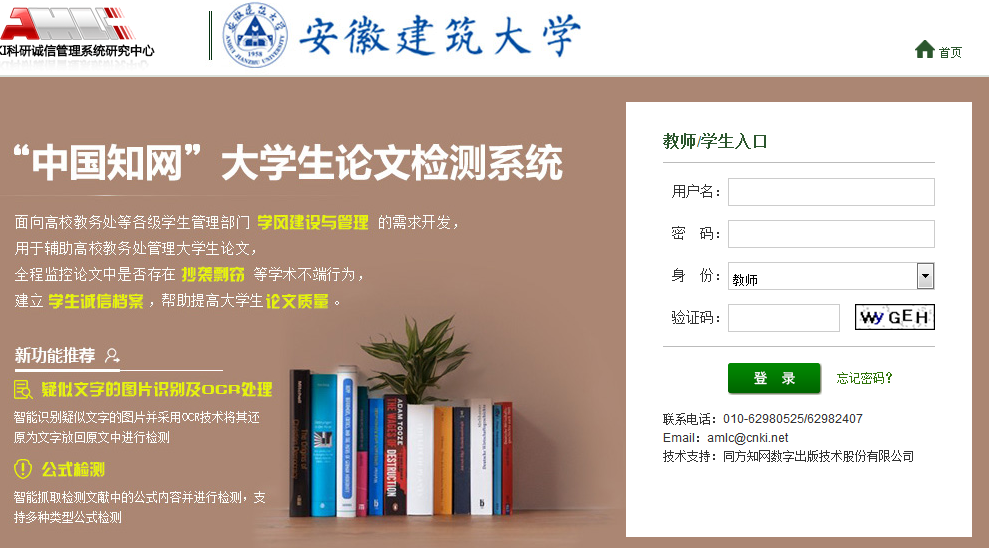 AMLC
KI科研诚信管理系统研究中心
安徽建筑大学
ANHUI JIANZHU UNIVERSITY
1958
首页
“中国知网”大学生论文检测系统
面向高校教务处等各级学生管理部门 学风建设与管理 的需求开发，
用于辅助高校教务处管理大学生论文，
全程监控论文中是否存在 抄袭剽窃 等学术不端行为，
建立 学生诚信档案，帮助提高大学生论文质量。
新功能推荐
疑似文字的图片识别及OCR处理
智能识别疑似文字的图片并采用OCR技术将其还
原为文字放回原文中进行检测
公式检测
智能抓取检测文献中的公式内容并进行检测，支
持多种类型公式检测
ADAM TOOZE
THE WAGES OF DESTRUCTION
教师/学生入口
用户名：
密 码：
身 份：
教师
验证码：
WyGEH
登 录
忘记密码?
联系电话：010-62980525/62982407
Email：amlc@cnki.net
技术支持：同方知网数字出版技术股份有限公司